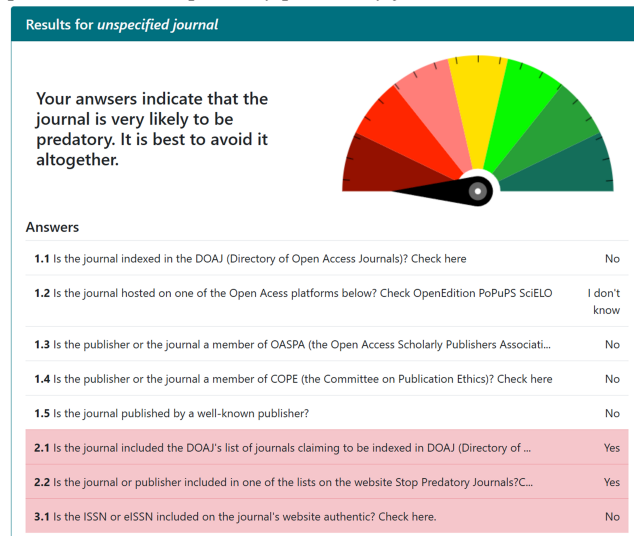 Results for unspecified journal
Your anwsers indicate that the
journal is very likely to be
predatory. It is best to avoid it
altogether.
Answers
1.1 Is the journal indexed in the DOAJ (Directory of Open Access Journals)? Check here No
1.2 Is the journal hosted on one of the Open Acess platforms below? Check OpenEdition PoPuPS SciELO I don't
know
1.3 Is the publisher or the journal a member of OASPA (the Open Access Scholarly Publishers Associati... No
1.4 Is the publisher or the journal a member of COPE (the Committee on Publication Ethics)? Check here No
1.5 Is the journal published by a well-known publisher? No
2.1 Is the journal included the DOAJ's list of journals claiming to be indexed in DOAJ (Directory of ... Yes
2.2 Is the journal or publisher included in one of the lists on the website Stop Predatory Journals?C... Yes
3.1 Is the ISSN or eISSN included on the journal's website authentic? Check here. No